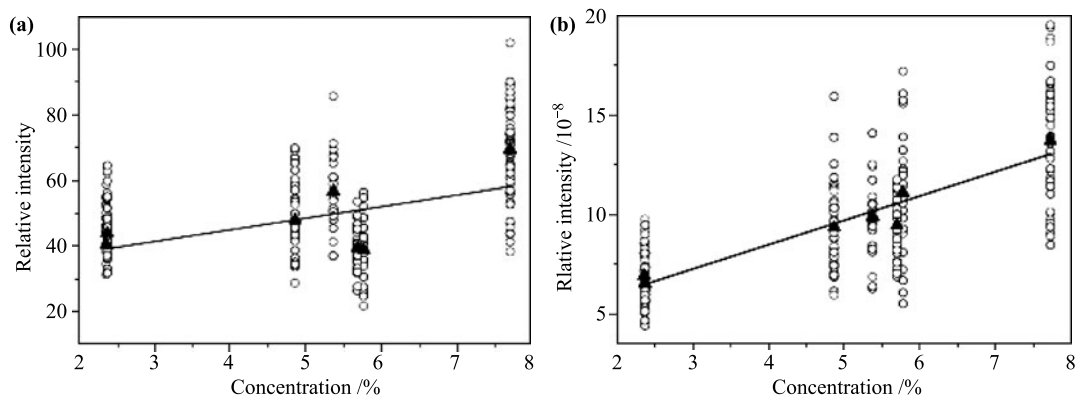 (a)
100
80
60
40
20
Relative intensity
2 3 4 5 6 7 8
Concentration /%
(b)
20
15
10
5
Rlative intensity /10⁻⁸
2 3 4 5 6 7 8
Concentration /%